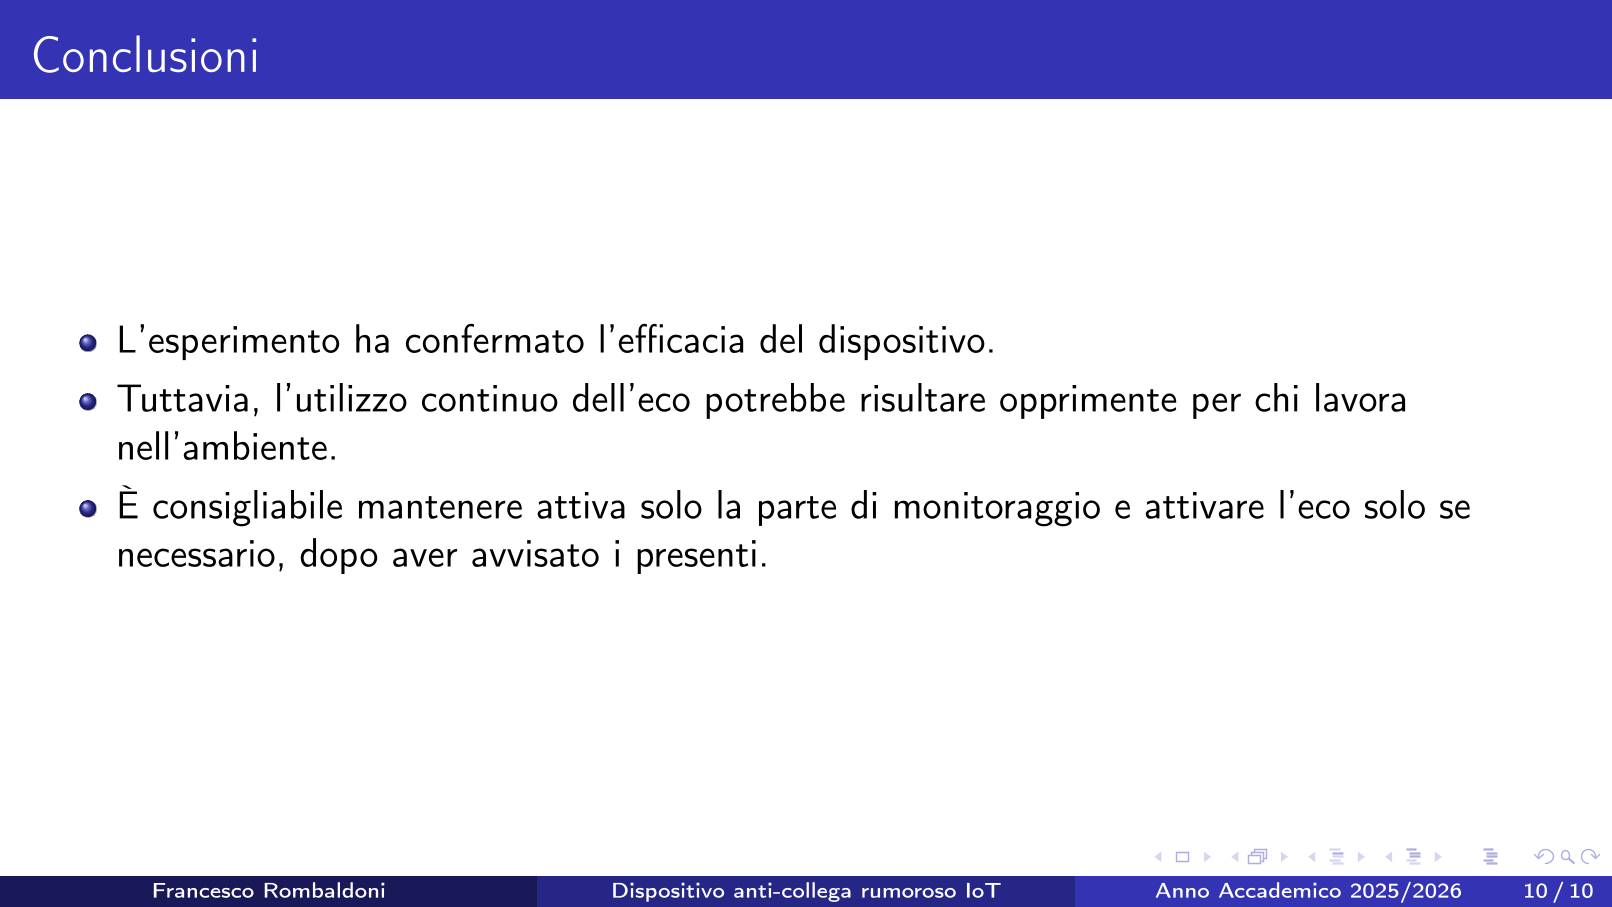 Conclusioni
L'esperimento ha confermato l'efficacia del dispositivo.
Tuttavia, l'utilizzo continuo dell'eco potrebbe risultare opprimente per chi lavora
nell'ambiente.
È consigliabile mantenere attiva solo la parte di monitoraggio e attivare l'eco solo se
necessario, dopo aver avvisato i presenti.
Francesco Rombaldoni Dispositivo anti-collega rumoroso IoT Anno Accademico 2025/2026 10 / 10